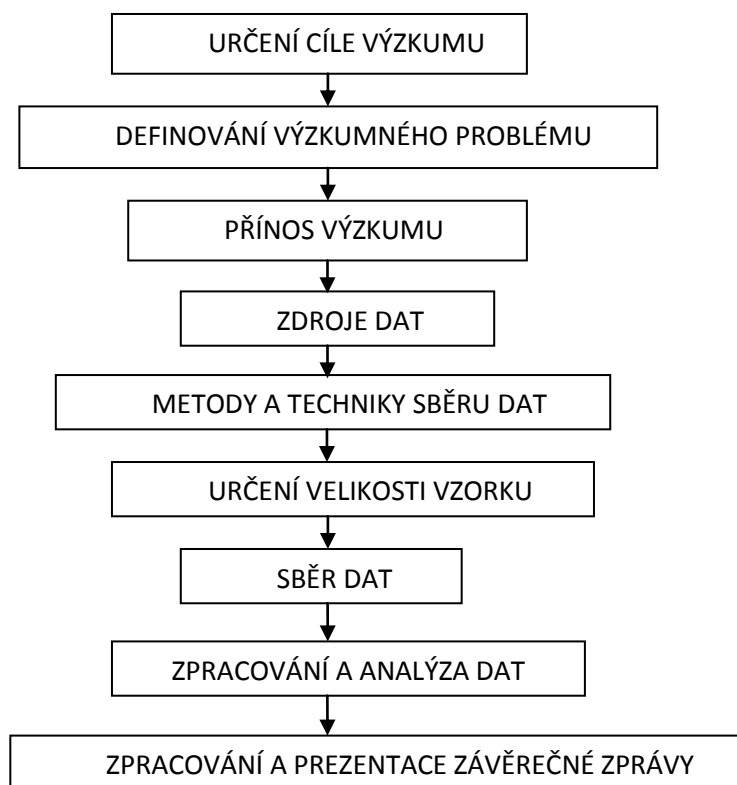 URČENÍ CÍLE VÝZKUMU
DEFINOVÁNÍ VÝZKUMNÉHO PROBLÉMU
PŘÍNOS VÝZKUMU
ZDROJE DAT
METODY A TECHNIKY SBĚRU DAT
URČENÍ VELIKOSTI VZORKU
SBĚR DAT
ZPRACOVÁNÍ A ANALÝZA DAT
ZPRACOVÁNÍ A PREZENTACE ZÁVĚREČNÉ ZPRÁVY